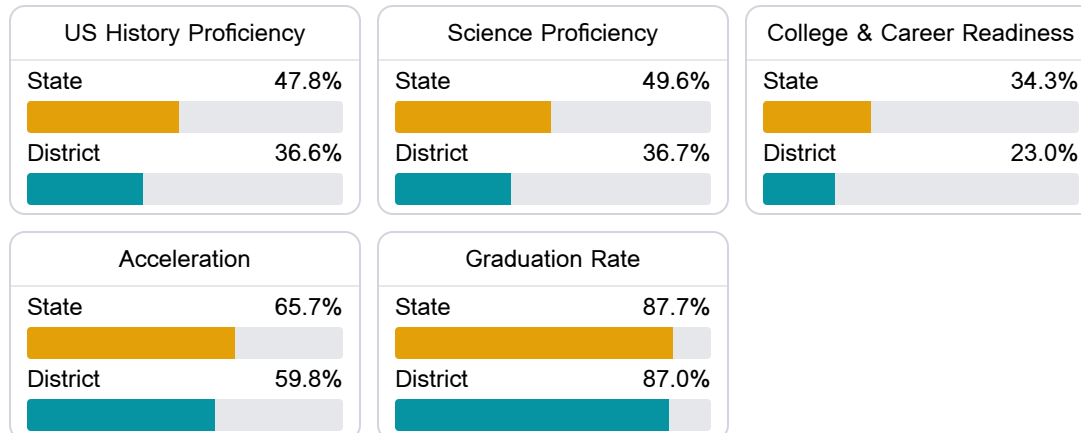 US History Proficiency
State 47.8%
District 36.6%
Science Proficiency
State 49.6%
District 36.7%
College & Career Readiness
State 34.3%
District 23.0%
Acceleration
State 65.7%
District 59.8%
Graduation Rate
State 87.7%
District 87.0%